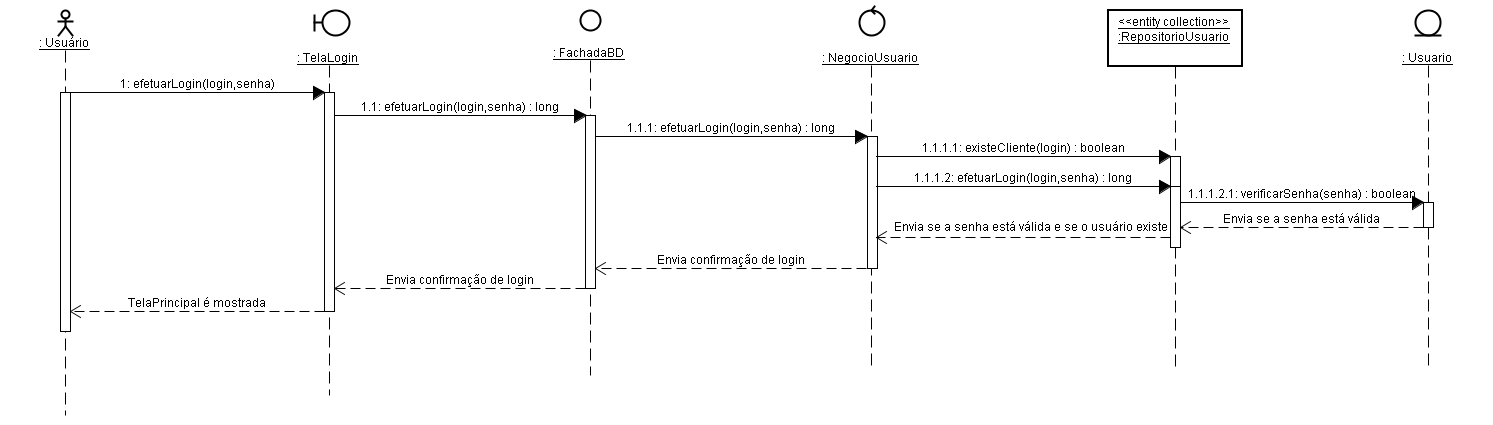 : Usuário
: TelaLogin
: FachadaBD
: NegocioUsuario
<<entity collection>>
:RepositorioUsuario
: Usuario
1: efetuarLogin(login,senha)
1.1: efetuarLogin(login,senha) : long
1.1.1: efetuarLogin(login,senha) : long
1.1.1.1: existeCliente(login) : boolean
1.1.1.2: efetuarLogin(login,senha) : long
1.1.1.2.1: verificarSenha(senha) : boolean
Envia se a senha está válida
Envia se a senha está válida e se o usuário existe
Envia confirmação de login
Envia confirmação de login
TelaPrincipal é mostrada